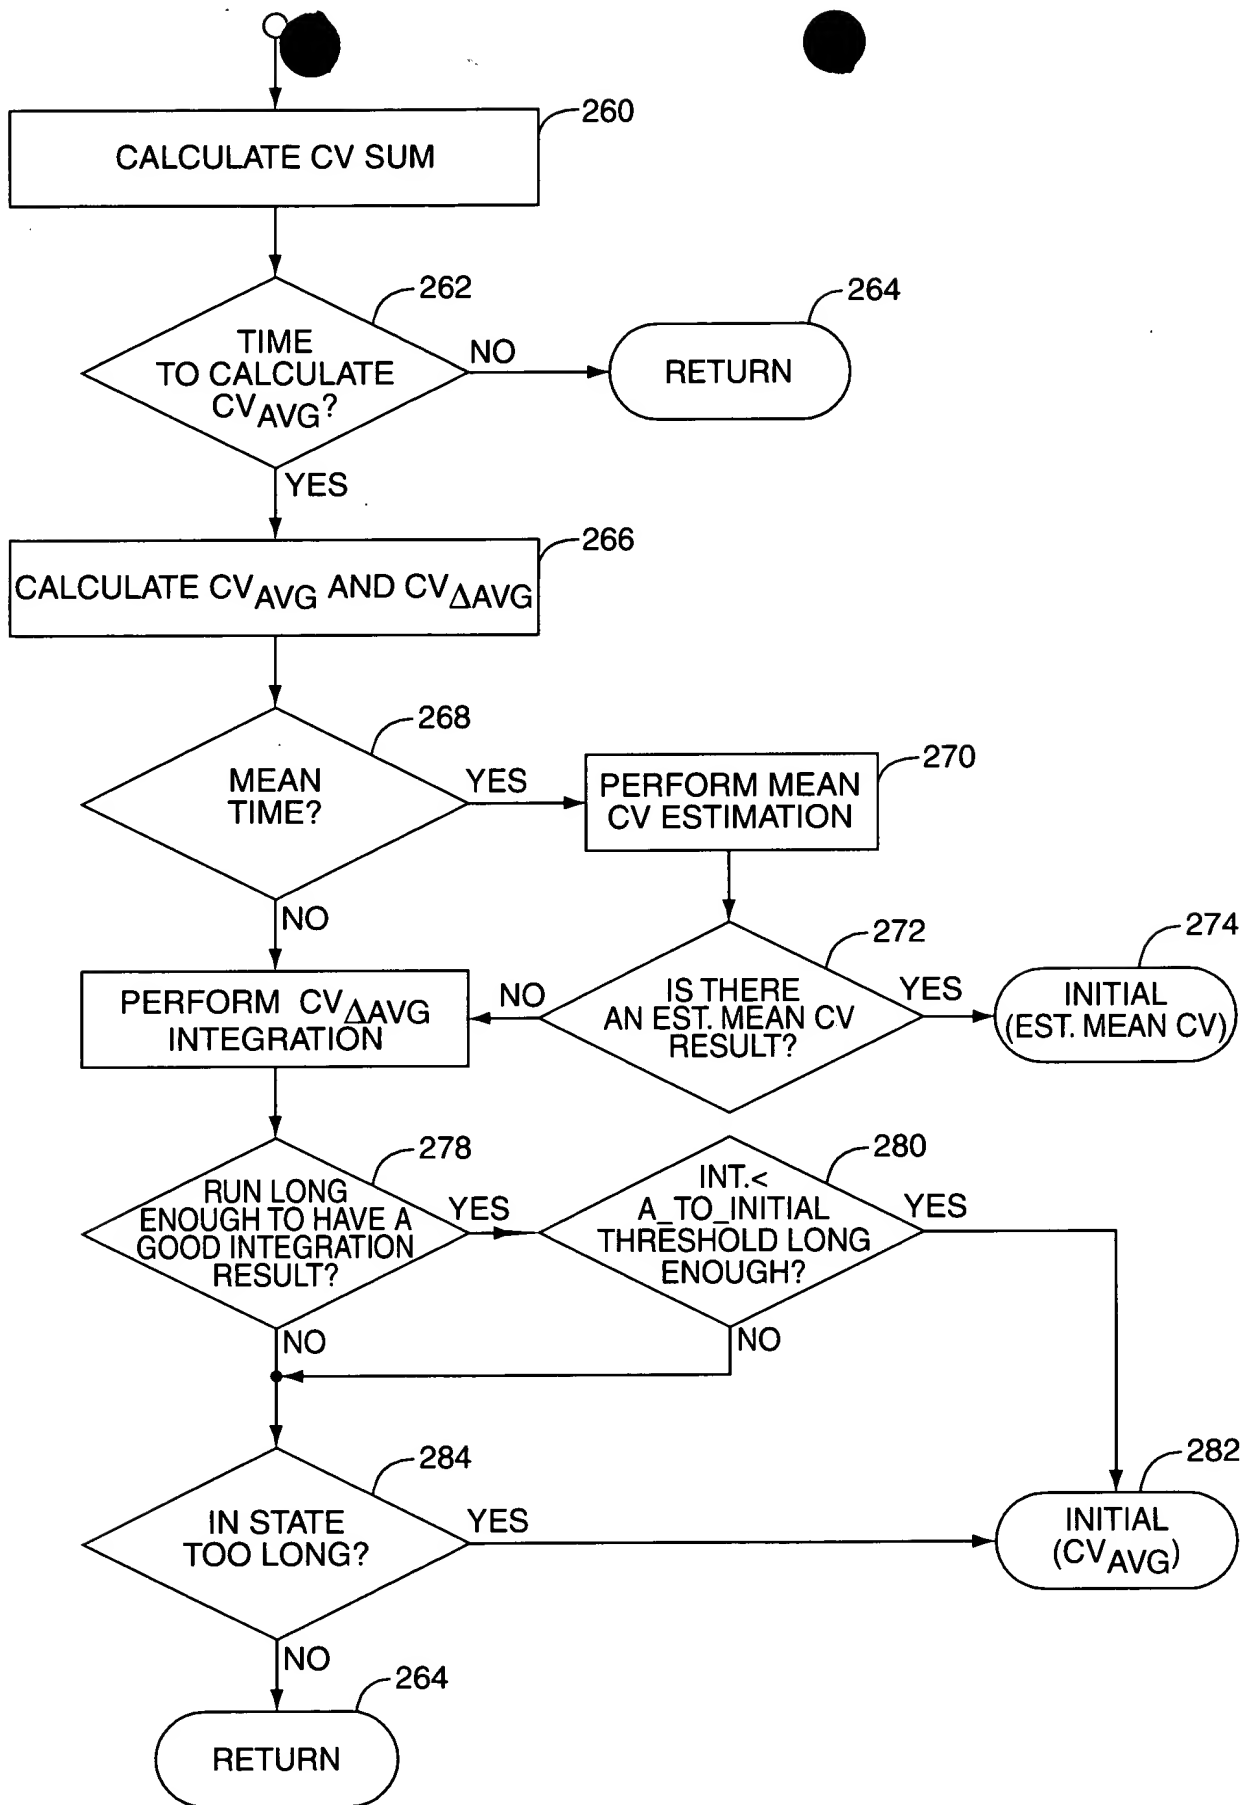 260
CALCULATE CV SUM
262
TIME
TO CALCULATE
CVAVG?
NO
264
RETURN
YES
266
CALCULATE CVAVG AND CVΔAVG
268
MEAN
TIME?
YES
270
PERFORM MEAN
CV ESTIMATION
NO
272
IS THERE
AN EST. MEAN CV
RESULT?
YES
274
INITIAL
(EST. MEAN CV)
NO
PERFORM CVΔAVG
INTEGRATION
278
RUN LONG
ENOUGH TO HAVE A
GOOD INTEGRATION
RESULT?
YES
280
INT.<
A_TO_INITIAL
THRESHOLD LONG
ENOUGH?
YES
NO
NO
284
IN STATE
TOO LONG?
YES
282
INITIAL
(CVAVG)
NO
264
RETURN